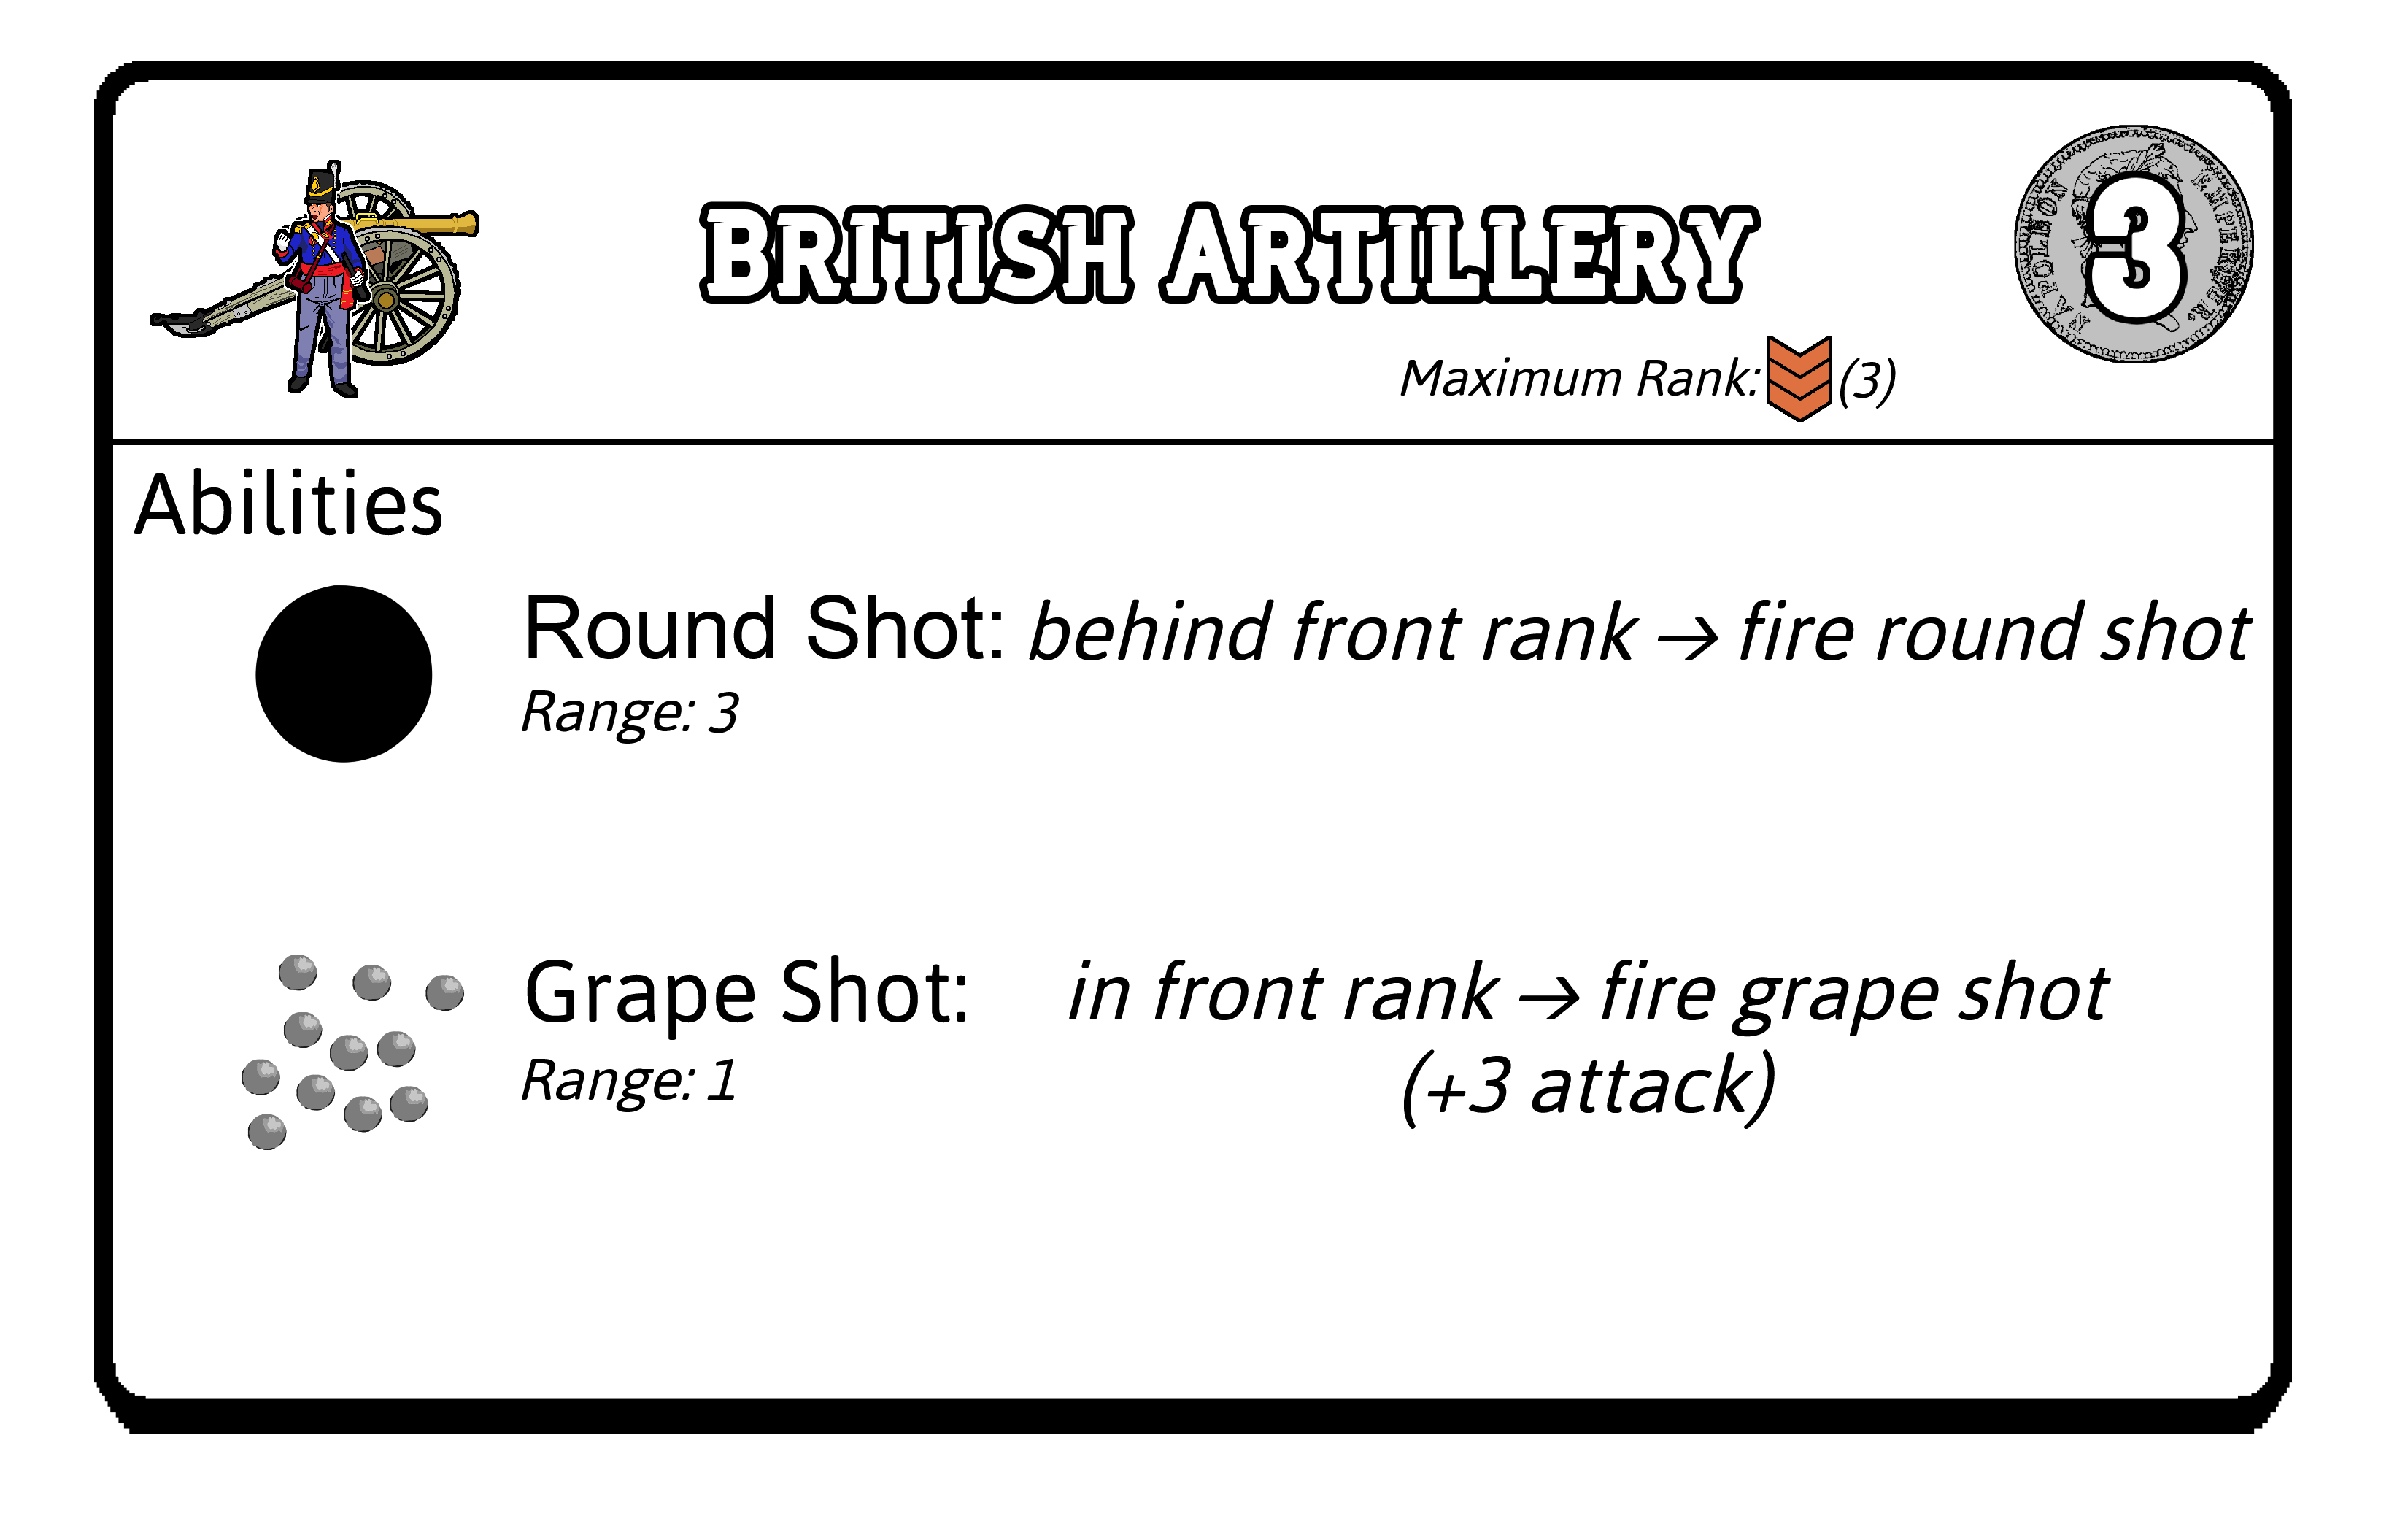 BRITISH ARTILLERY
NAPOLEON EMPEREUR.
3
Maximum Rank: (3)
Abilities
Round Shot: behind front rank → fire round shot
Range: 3
Grape Shot: in front rank → fire grape shot
Range: 1
(+3 attack)